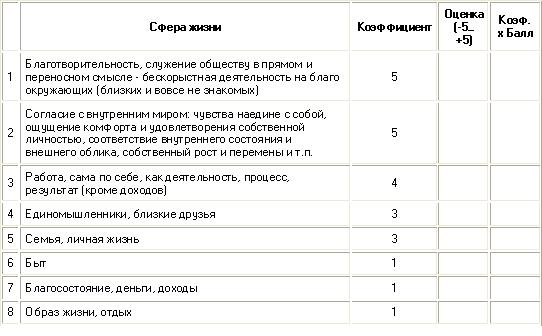 Сфера жизни Коэффициент Оценка (-5_ +5) Коэф. x Балл
1 Благотворительность, служение обществу в прямом и
переносном смысле - бескорыстная деятельность на благо
окружающих (близких и вовсе не знакомых) 5
2 Согласие с внутренним миром: чувства наедине с собой,
ощущение комфорта и удовлетворения собственной
личностью, соответствие внутреннего состояния и
внешнего облика, собственный рост и перемены и т.п. 5
3 Работа, сама по себе, как деятельность, процесс,
результат (кроме доходов) 4
4 Единомышленники, близкие друзья 3
5 Семья, личная жизнь 3
6 Быт 1
7 Благосостояние, деньги, доходы 1
8 Образ жизни, отдых 1